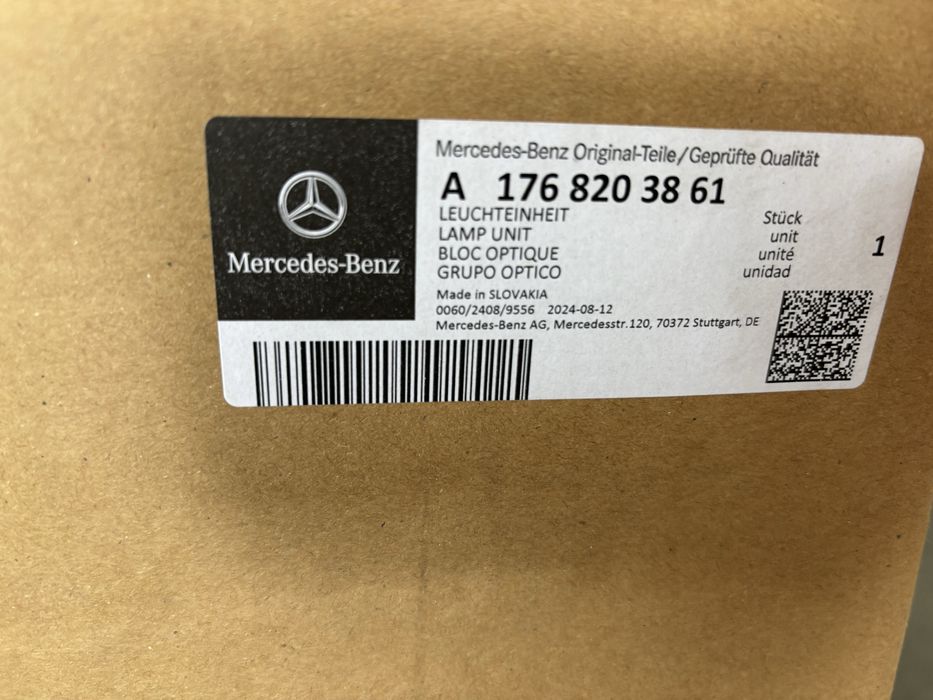 Mercedes-Benz
Mercedes-Benz Original-Teile/Geprüfte Qualität
A 176 820 38 61
LEUCHTEINHEIT Stück
LAMP UNIT unit
BLOC OPTIQUE unité
GRUPO OPTICO unidad
1
Made in SLOVAKIA
0060/2408/9556 2024-08-12
Mercedes-Benz AG, Mercedesstr.120, 70372 Stuttgart, DE